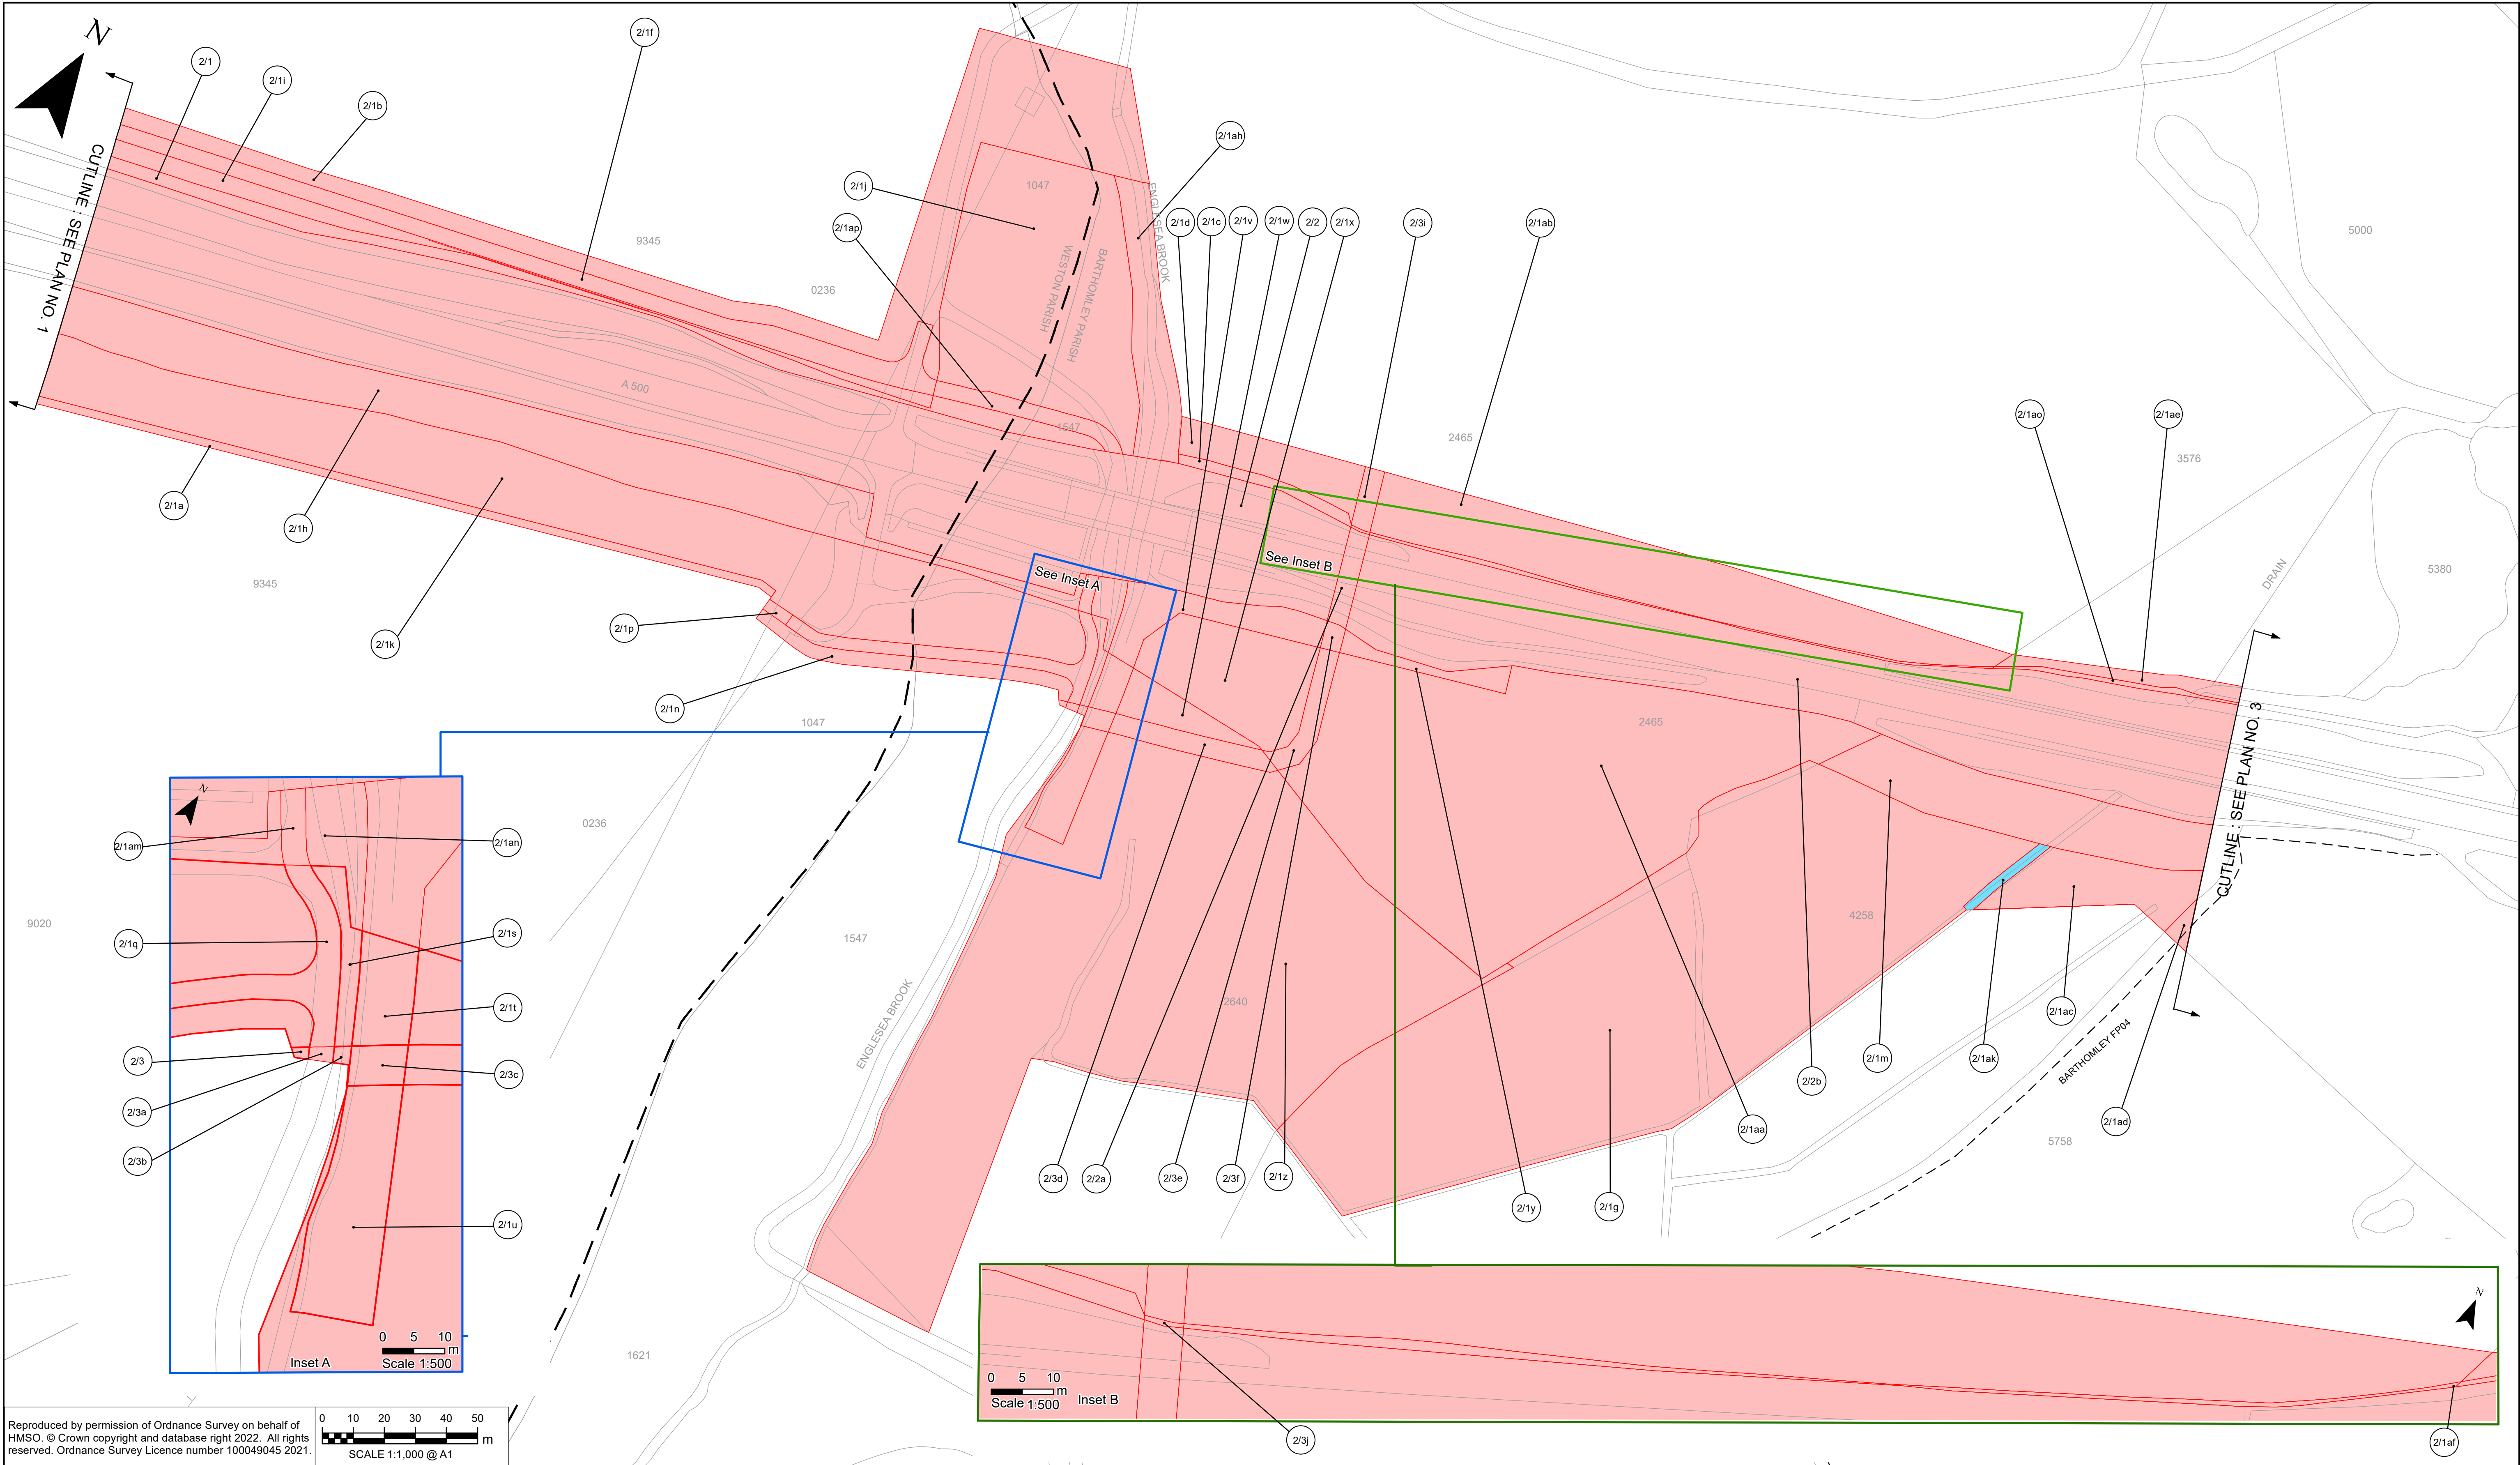 N
2/1
2/1i
2/1b
2/1f
CUTLINE : SEE PLAN NO. 1
2/1j
2/1ap
2/1ah
2/1d
2/1c
2/1v
2/1w
2/2
2/1x
2/3i
2/1ab
2/1ao
2/1ae
9345
0236
1047
WESTON PARISH
BARTHOMLEY PARISH
ENGLESEA BROOK
1547
A 500
2465
3576
5000
5380
DRAIN
2/1a
2/1h
2/1k
2/1p
2/1n
9345
1047
0236
9020
1547
1621
See Inset A
See Inset B
2465
4258
2640
5758
ENGLESEA BROOK
BARTHOMLEY FP04
CUTLINE : SEE PLAN NO. 3
2/1ac
2/1ak
2/1m
2/2b
2/1ad
2/1aa
2/3d
2/2a
2/3e
2/3f
2/1z
2/1y
2/1g
N
2/1am
2/1an
2/1q
2/1s
2/1t
2/3
2/3c
2/3a
2/3b
2/1u
0 5 10
m
Inset A
Scale 1:500
N
0 5 10
m
Scale 1:500
Inset B
2/3j
2/1af
Reproduced by permission of Ordnance Survey on behalf of
HMSO. © Crown copyright and database right 2022. All rights
reserved. Ordnance Survey Licence number 100049045 2021.
0 10 20 30 40 50
m
SCALE 1:1,000 @ A1